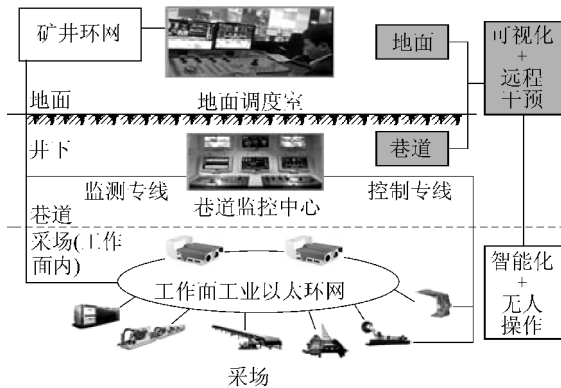 矿井环网
地面
可视化
+
远程
干预
地面
地面调度室
井下
巷道
监测专线
控制专线
巷道监控中心
巷道
采场(工作
面内)
智能化
+
无人
操作
工作面工业以太环网
采场